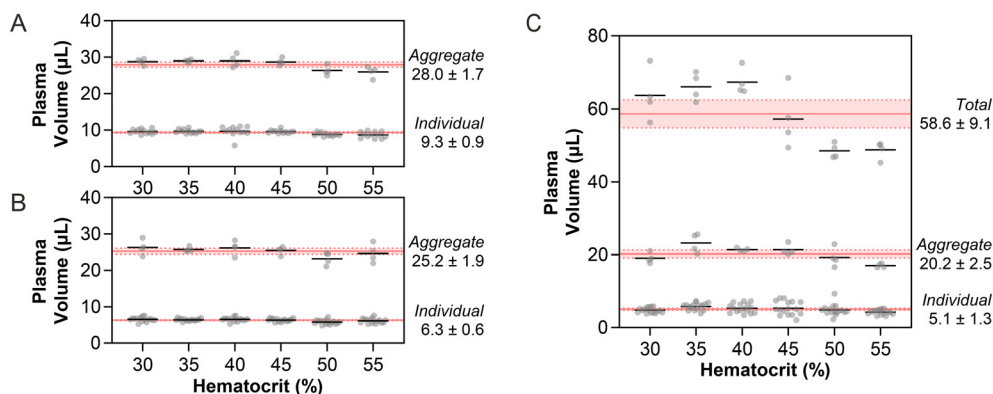 A
Plasma
Volume (µL)
40
30
20
10
0
30 35 40 45 50 55
Aggregate
28.0 ± 1.7
Individual
9.3 ± 0.9
B
Plasma
Volume (µL)
40
30
20
10
0
30 35 40 45 50 55
Hematocrit (%)
Aggregate
25.2 ± 1.9
Individual
6.3 ± 0.6
C
Plasma
Volume (µL)
80
60
40
20
0
30 35 40 45 50 55
Hematocrit (%)
Total
58.6 ± 9.1
Aggregate
20.2 ± 2.5
Individual
5.1 ± 1.3